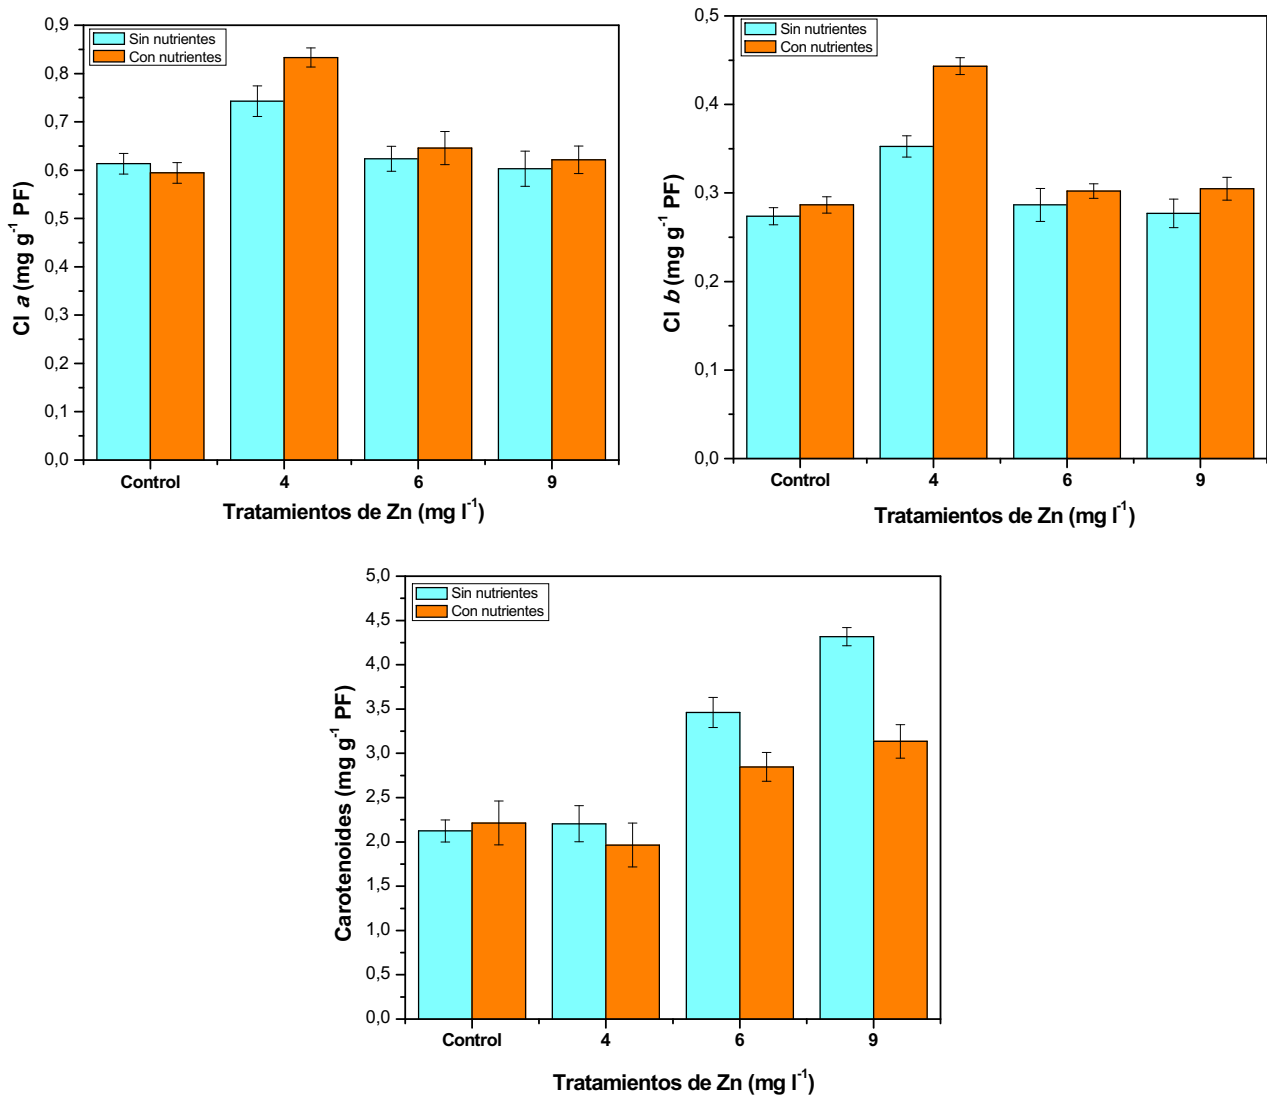 0,9
0,8
0,7
0,6
0,5
0,4
0,3
0,2
0,1
0,0
Cl a (mg g⁻¹ PF)
Sin nutrientes
Con nutrientes
Control 4 6 9
Tratamientos de Zn (mg l⁻¹)
0,5
0,4
0,3
0,2
0,1
0,0
Cl b (mg g⁻¹ PF)
Sin nutrientes
Con nutrientes
Control 4 6 9
Tratamientos de Zn (mg l⁻¹)
5,0
4,5
4,0
3,5
3,0
2,5
2,0
1,5
1,0
0,5
0,0
Carotenoides (mg g⁻¹ PF)
Sin nutrientes
Con nutrientes
Control 4 6 9
Tratamientos de Zn (mg l⁻¹)